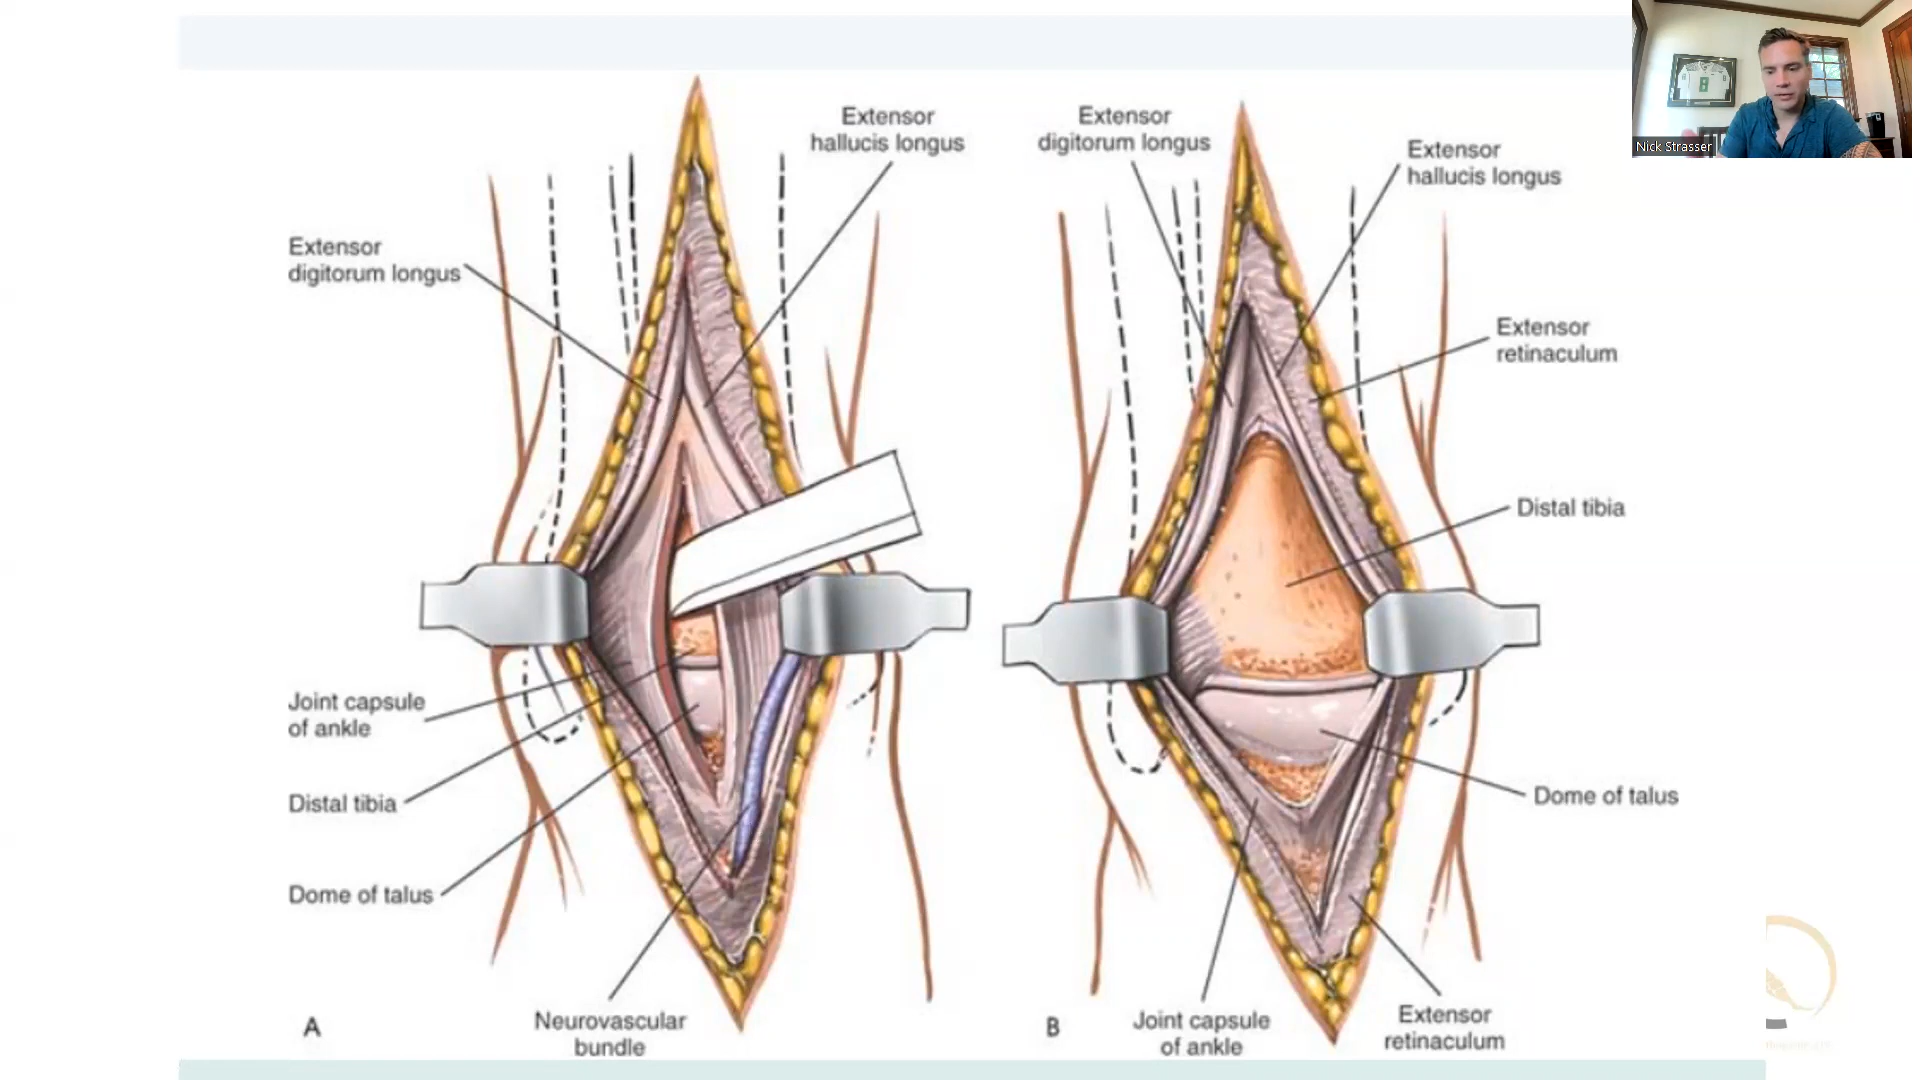 Extensor
hallucis longus
Extensor
digitorum longus
Joint capsule
of ankle
Distal tibia
Dome of talus
Neurovascular
bundle
A
Extensor
digitorum longus
Extensor
hallucis longus
Extensor
retinaculum
Distal tibia
Dome of talus
Joint capsule
of ankle
Extensor
retinaculum
B
Nick Strasser
8